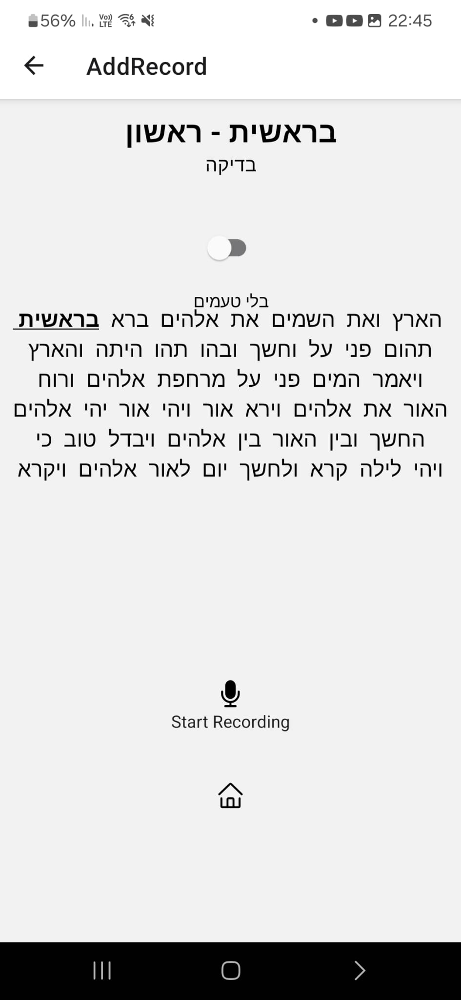 56% Vo)) LTE 6 22:45
AddRecord
בראשית - ראשון
בדיקה
בלי טעמים
הארץ ואת השמים את אלהים ברא בראשית
תהום פני על וחשך ובהו תהו היתה והארץ
ויאמר המים פני על מרחפת אלהים ורוח
האור את אלהים וירא אור ויהי אור יהי אלהים
החשך ובין האור בין אלהים ויבדל טוב כי
ויהי לילה קרא ולחשך יום לאור אלהים ויקרא
Start Recording